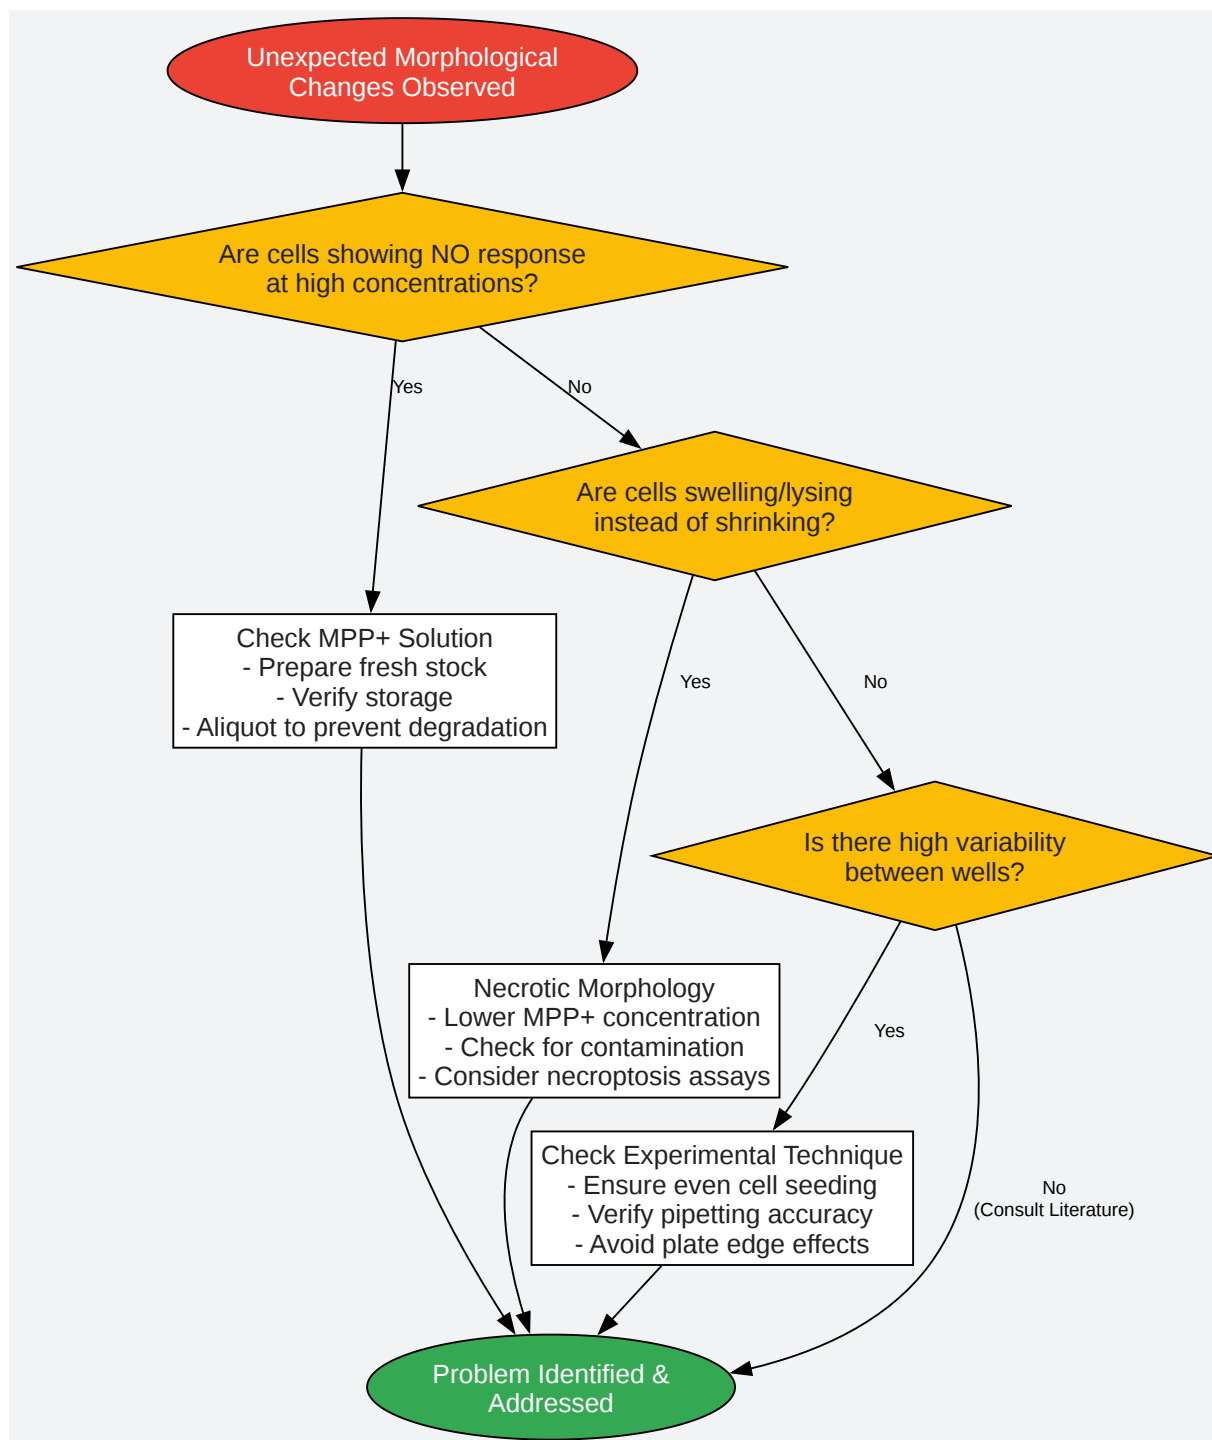 Unexpected Morphological
Changes Observed
Are cells showing NO response
at high concentrations?
Yes
No
Are cells swelling/lysing
instead of shrinking?
Check MPP+ Solution
- Prepare fresh stock
- Verify storage
- Aliquot to prevent degradation
Yes
No
Is there high variability
between wells?
Necrotic Morphology
- Lower MPP+ concentration
- Check for contamination
- Consider necroptosis assays
Yes
Check Experimental Technique
- Ensure even cell seeding
- Verify pipetting accuracy
- Avoid plate edge effects
No
(Consult Literature)
Problem Identified &
Addressed